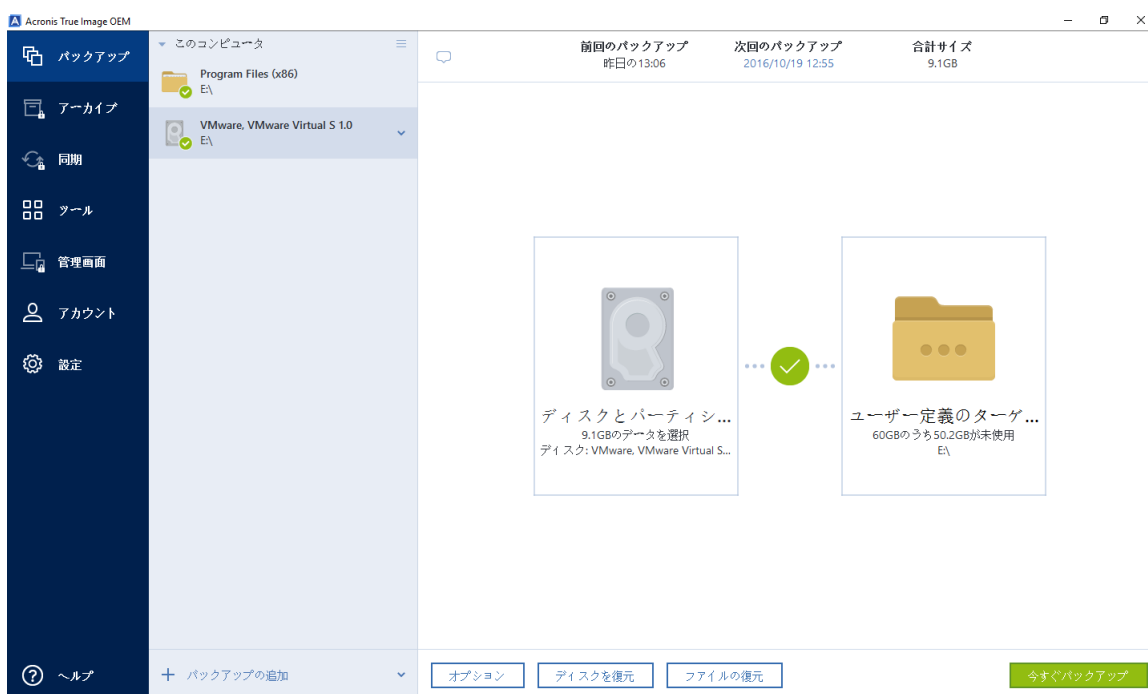 Acronis True Image OEM
バックアップ
アーカイブ
同期
ツール
管理画面
アカウント
設定
ヘルプ
このコンピュータ
Program Files (x86)
E:\
VMware, VMware Virtual S 1.0
E:\
バックアップの追加
前回のバックアップ
昨日の13:06
次回のバックアップ
2016/10/19 12:55
合計サイズ
9.1GB
ディスクとパーティシ...
9.1GBのデータを選択
ディスク: VMware, VMware Virtual S...
ユーザー定義のターゲ...
60GBのうち50.2GBが未使用
E:\
オプション
ディスクを復元
ファイルの復元
今すぐバックアップ